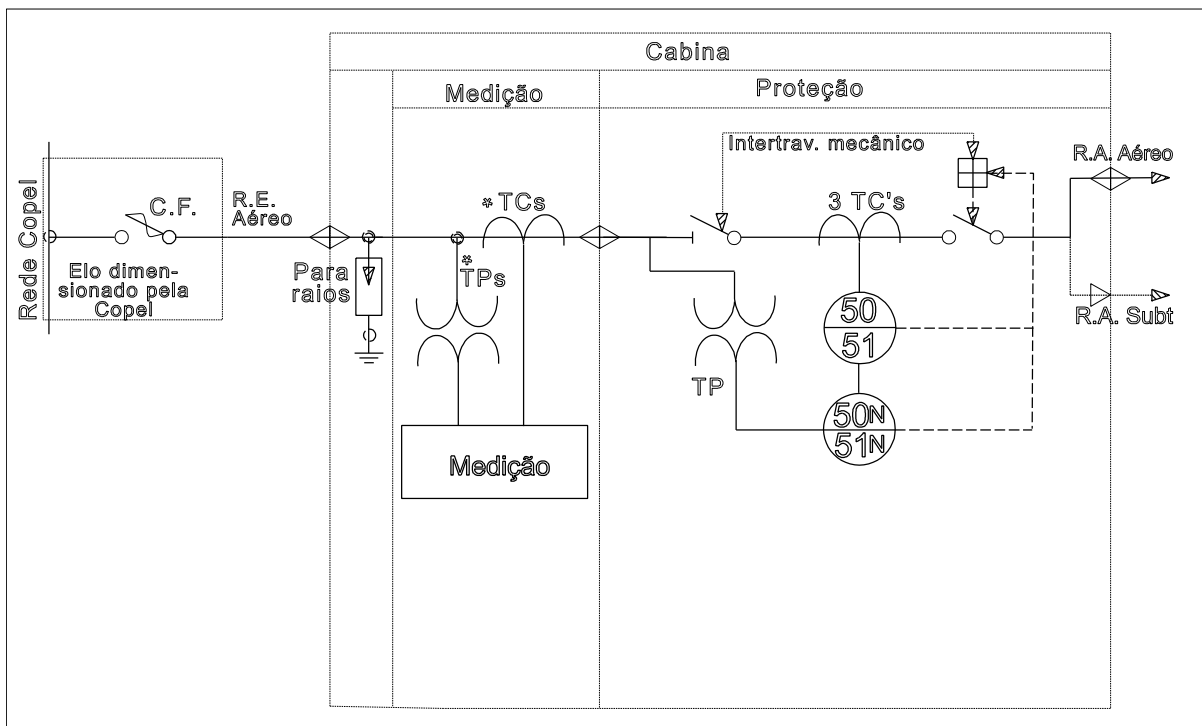 Cabina
Medição
Proteção
Rede Copel
C.F.
Elo dimen-
sionado pela
Copel
R.E.
Aéreo
Para
raios
* TCs
*
TPs
Medição
Intertrav. mecânico
3 TC's
TP
50
51
50N
51N
R.A. Aéreo
R.A. Subt